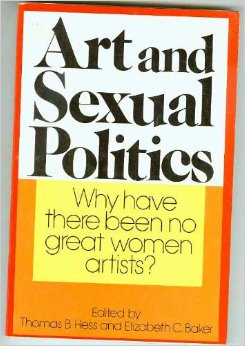 Art and
Sexual
Politics
Why have
there been no
great women
artists?
Edited by
Thomas B. Hess and Elizabeth C. Baker